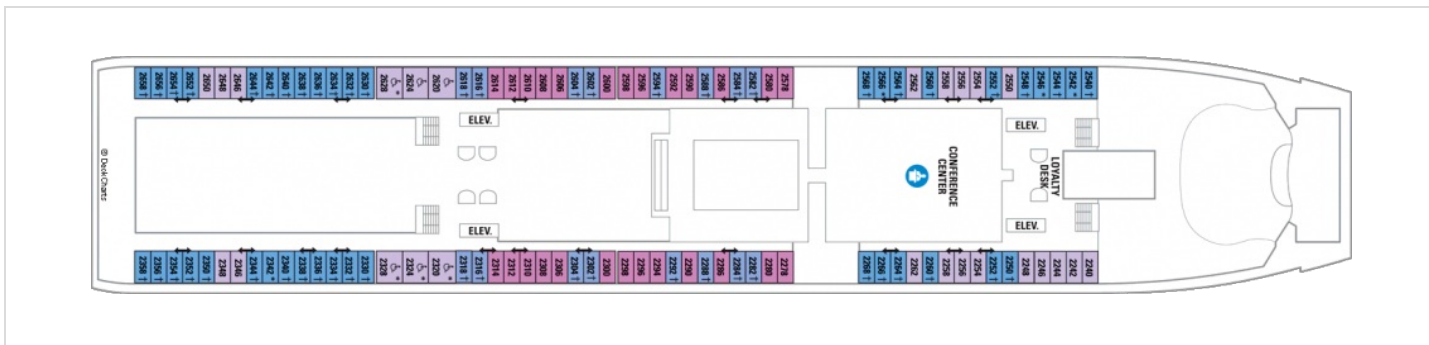 2658↑ 2656↑ 2654↑ 2652↑ 2650 2648 2646 2644↑ 2642↑ 2640↑ 2638↑ 2636↑ 2634↑ 2632↑ 2630↑ 2628 * 2624 * 2620 * 2618↑ 2616↑ 2614 2612 2610 2608 2606 2604↑ 2602↑ 2600 2598 2596 2594↑ 2592 2590 2588↑ 2586 2584↑ 2582↑ 2580 2578 2568↑ 2566 * 2564↑ 2562 2560↑ 2558 2556 2554 2552↑ 2550 2548↑ 2546 * 2544↑ 2542 * 2540↑
ELEV. ELEV.
© DeckCharts
CONFERENCE
CENTER
LOYALTY
DESK
ELEV. ELEV.
2358↑ 2356↑ 2354↑ 2352↑ 2350↑ 2348 2346 2344↑ 2342 * 2340↑ 2338↑ 2336↑ 2334↑ 2332↑ 2330↑ 2328 * 2324 * 2320 * 2318↑ 2316↑ 2314 2312 2310 2308 2306 2304↑ 2302↑ 2300 2298 2296 2294 2292↑ 2290 2288↑ 2286 2284↑ 2282↑ 2280 2278 2268↑ 2266↑ 2264↑ 2262 2260↑ 2258 2256 2254 2252↑ 2250↑ 2248 2246 2244 2242 2240